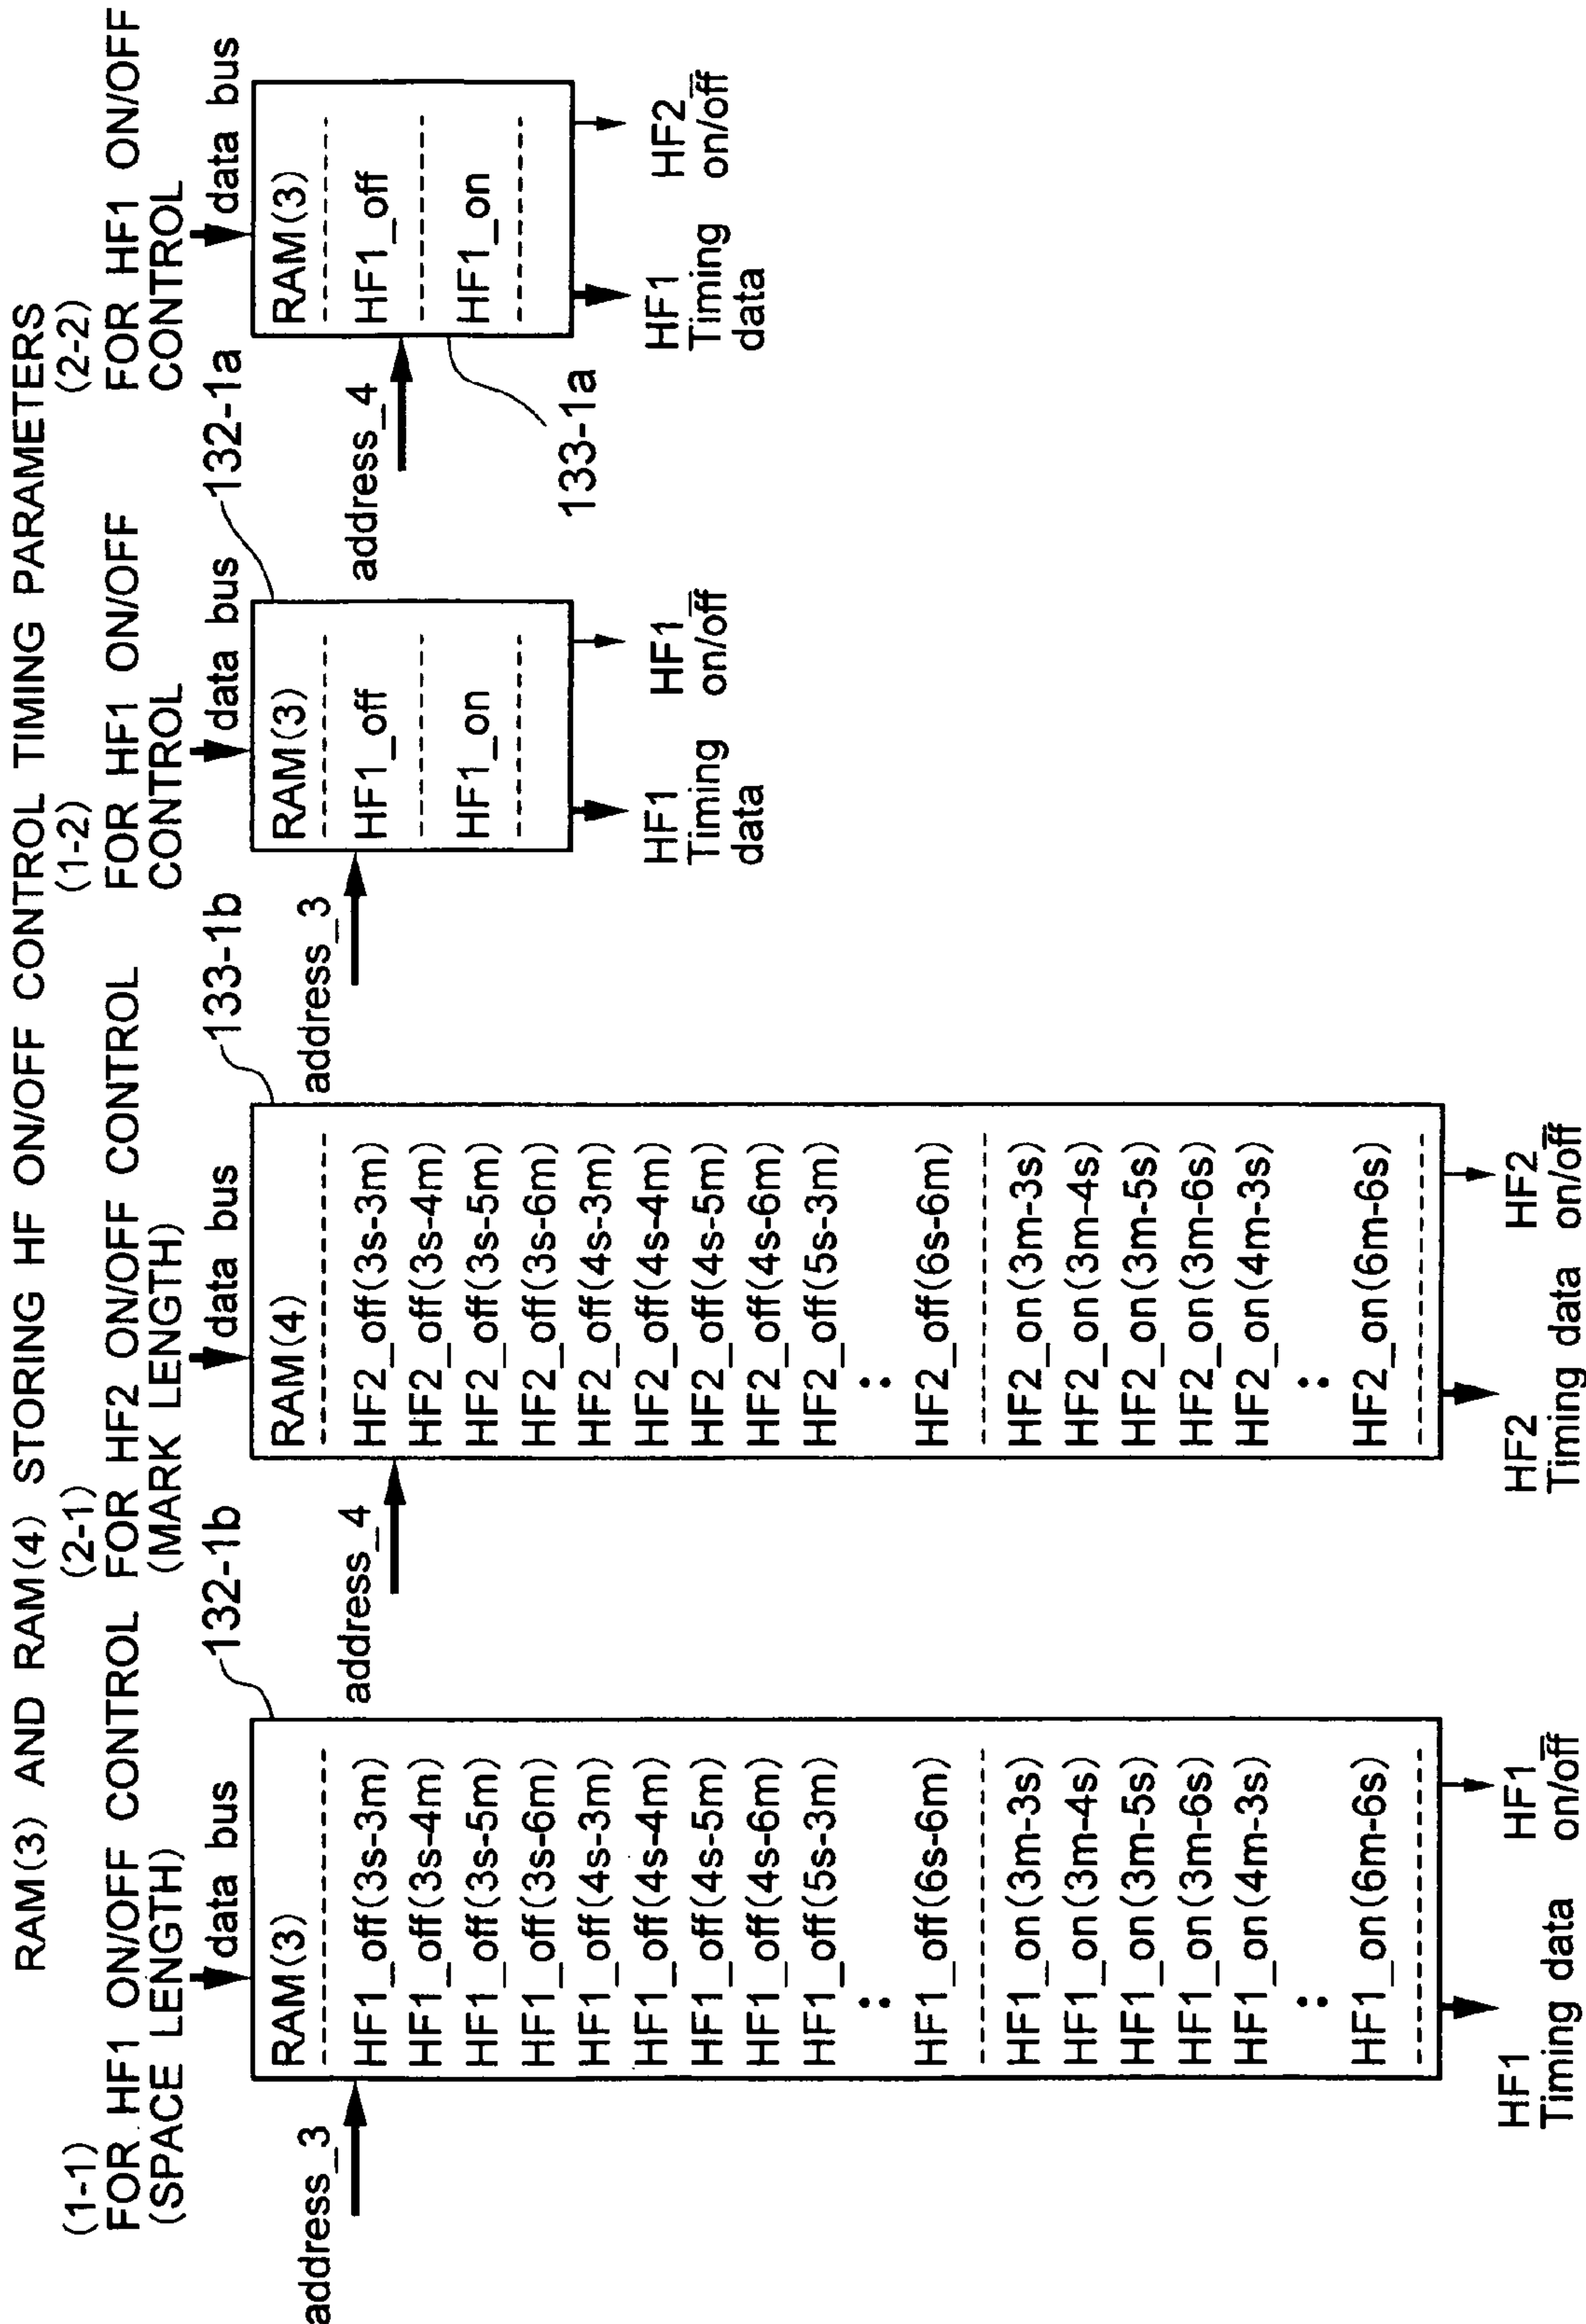 RAM(3) AND RAM(4) STORING HF ON/OFF CONTROL TIMING PARAMETERS
(1-1)
FOR HF1 ON/OFF CONTROL
(SPACE LENGTH)
data bus
132-1b
address_3
RAM(3)
HF1_off(3s-3m)
HF1_off(3s-4m)
HF1_off(3s-5m)
HF1_off(3s-6m)
HF1_off(4s-3m)
HF1_off(4s-4m)
HF1_off(4s-5m)
HF1_off(4s-6m)
HF1_off(5s-3m)
:
HF1_off(6s-6m)
HF1_on(3m-3s)
HF1_on(3m-4s)
HF1_on(3m-5s)
HF1_on(3m-6s)
HF1_on(4m-3s)
:
HF1_on(6m-6s)
HF1
Timing data
HF1
on/off
(2-1)
FOR HF2 ON/OFF CONTROL
(MARK LENGTH)
data bus
133-1b
address_4
RAM(4)
HF2_off(3s-3m)
HF2_off(3s-4m)
HF2_off(3s-5m)
HF2_off(3s-6m)
HF2_off(4s-3m)
HF2_off(4s-4m)
HF2_off(4s-5m)
HF2_off(4s-6m)
HF2_off(5s-3m)
:
HF2_off(6s-6m)
HF2_on(3m-3s)
HF2_on(3m-4s)
HF2_on(3m-5s)
HF2_on(3m-6s)
HF2_on(4m-3s)
:
HF2_on(6m-6s)
HF2
Timing data
HF2
on/off
(1-2)
FOR HF1 ON/OFF
CONTROL
data bus
132-1a
address_3
RAM(3)
HF1_off
HF1_on
HF1
Timing
data
HF1
on/off
(2-2)
FOR HF1 ON/OFF
CONTROL
data bus
address_4
RAM(3)
HF1_off
HF1_on
133-1a
HF1
Timing
data
HF2
on/off